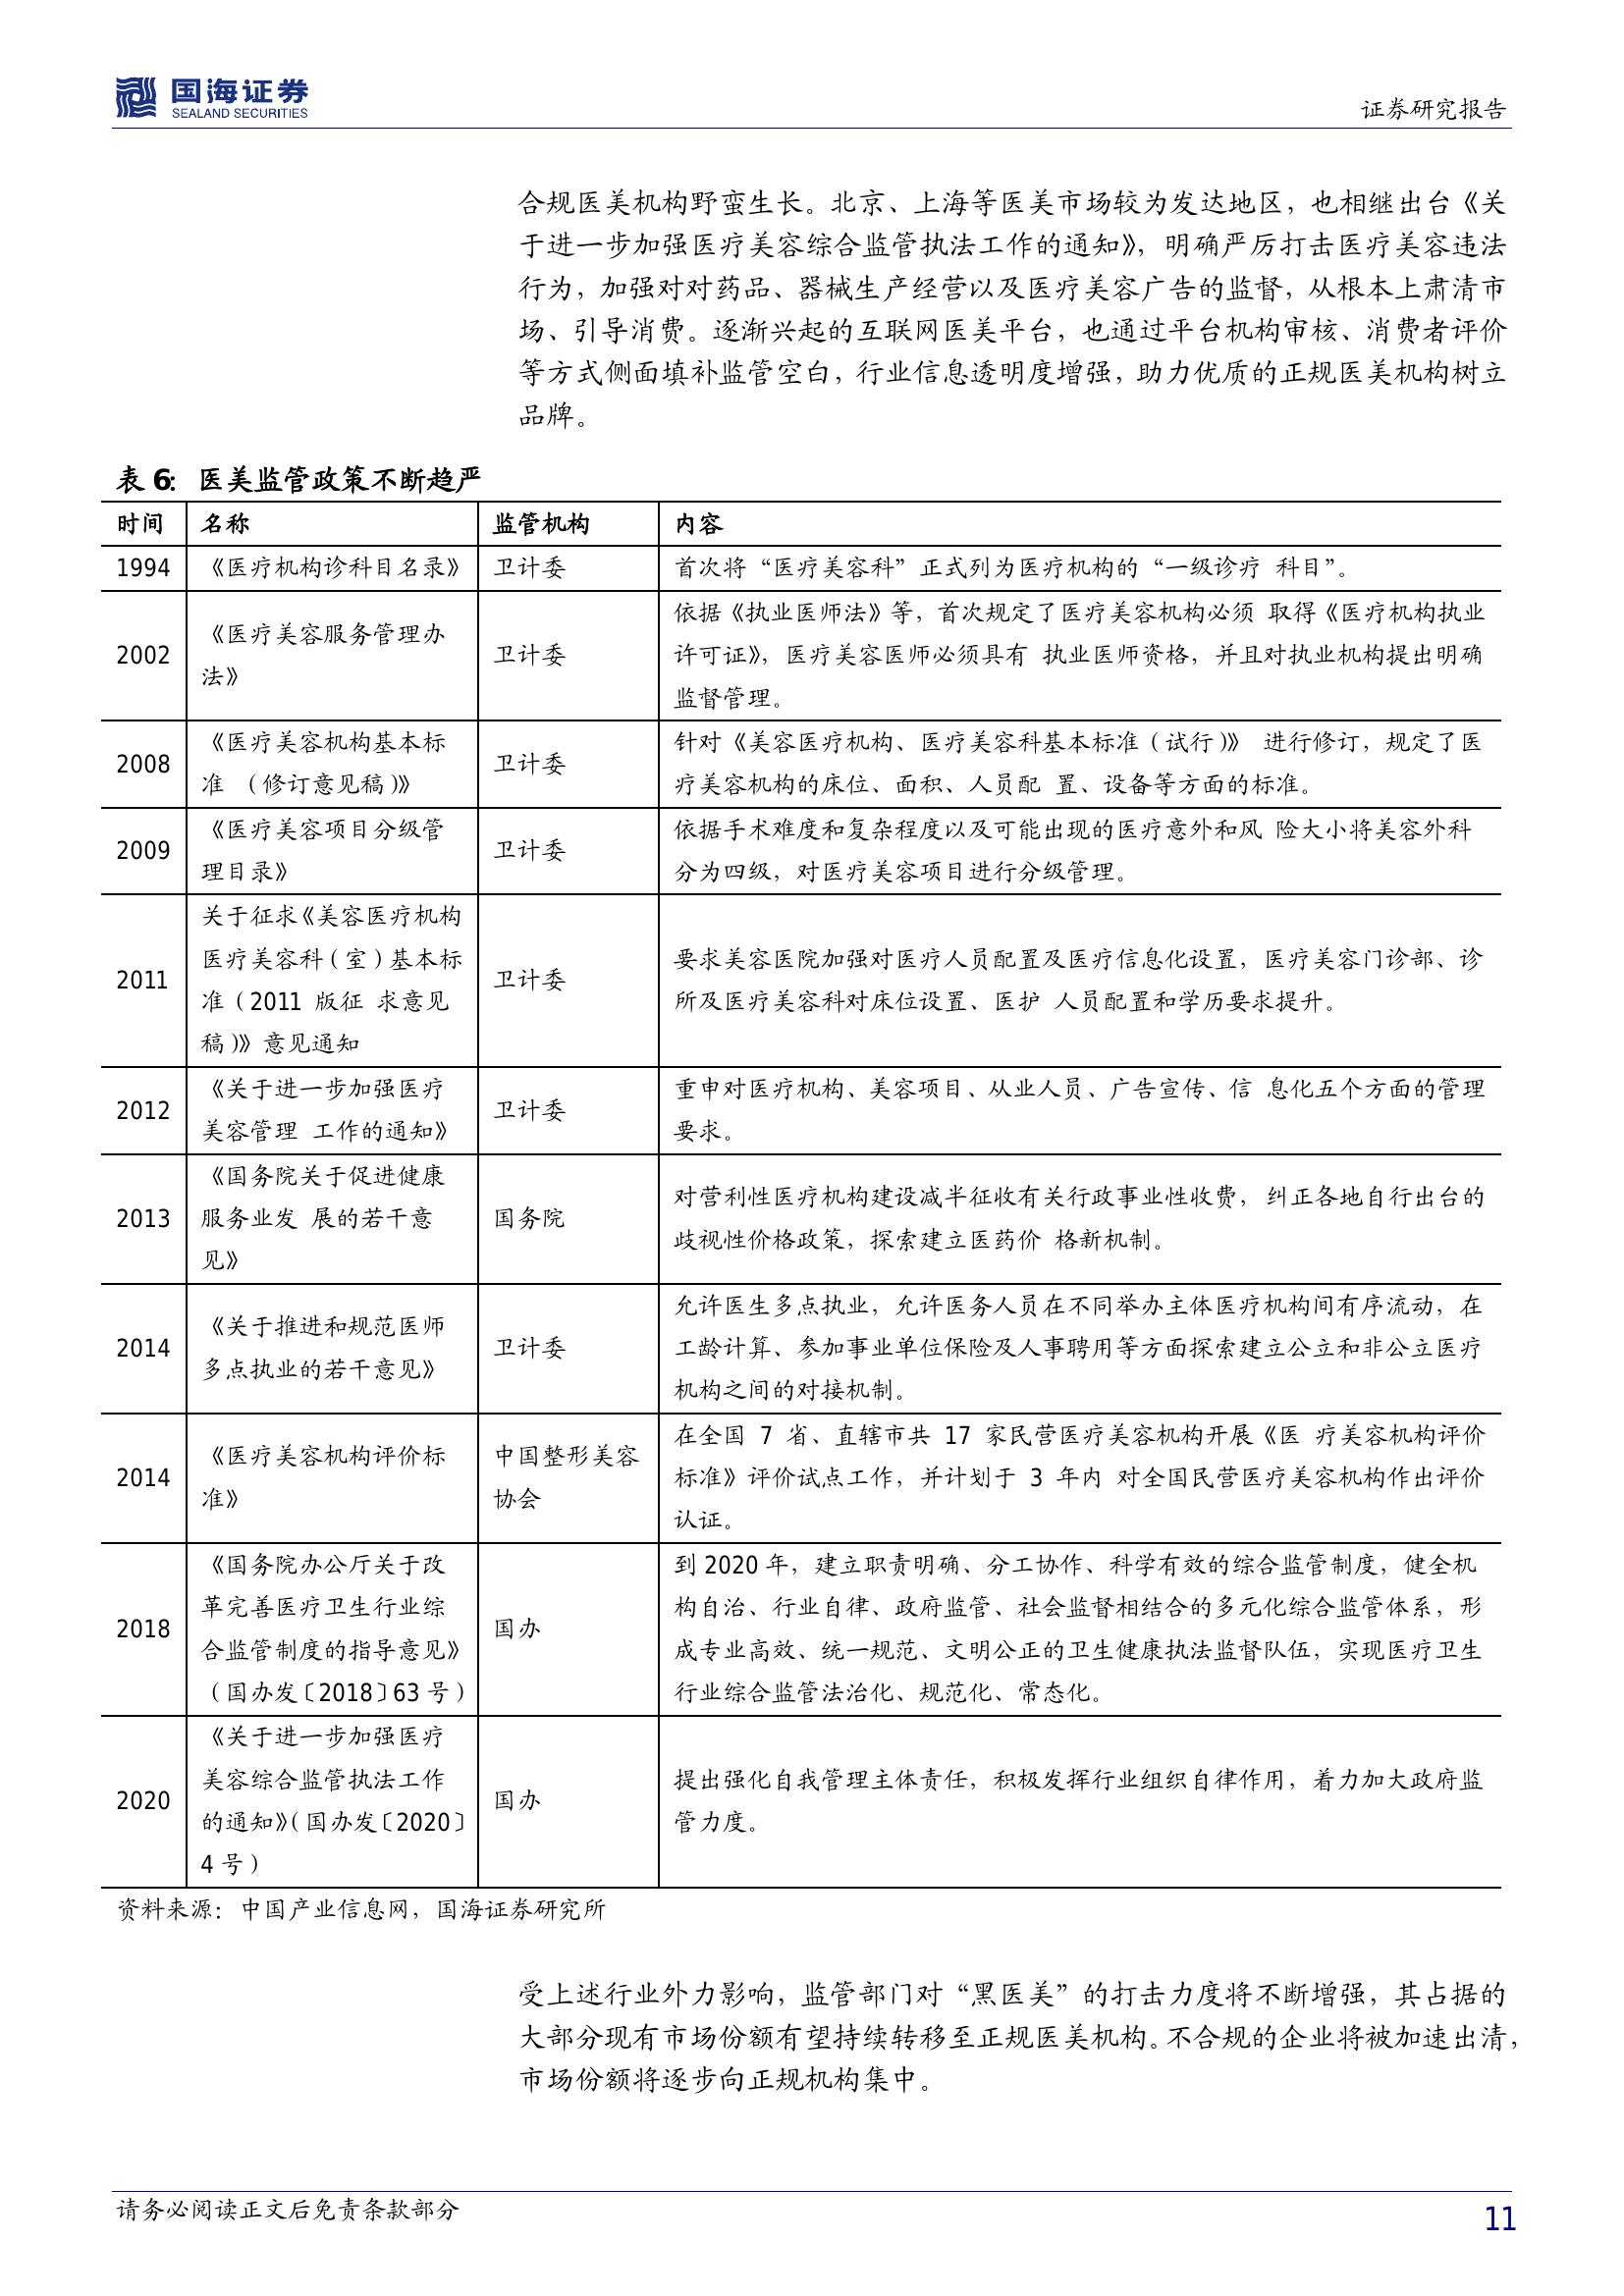 国海证券
SEALAND SECURITIES
证券研究报告
合规医美机构野蛮生长。北京、上海等医美市场较为发达地区，也相继出台《关
于进一步加强医疗美容综合监管执法工作的通知》，明确严厉打击医疗美容违法
行为，加强对对药品、器械生产经营以及医疗美容广告的监督，从根本上肃清市
场、引导消费。逐渐兴起的互联网医美平台，也通过平台机构审核、消费者评价
等方式侧面填补监管空白，行业信息透明度增强，助力优质的正规医美机构树立
品牌。
表 6：医美监管政策不断趋严
时间 名称 监管机构 内容
1994 《医疗机构诊科目名录》 卫计委 首次将“医疗美容科”正式列为医疗机构的“一级诊疗 科目”。
2002
《医疗美容服务管理办
法》
卫计委
依据《执业医师法》等，首次规定了医疗美容机构必须 取得《医疗机构执业
许可证》，医疗美容医师必须具有 执业医师资格，并且对执业机构提出明确
监督管理。
2008
《医疗美容机构基本标
准 （修订意见稿）》
卫计委
针对《美容医疗机构、医疗美容科基本标准（试行）》 进行修订，规定了医
疗美容机构的床位、面积、人员配 置、设备等方面的标准。
2009
《医疗美容项目分级管
理目录》
卫计委
依据手术难度和复杂程度以及可能出现的医疗意外和风 险大小将美容外科
分为四级，对医疗美容项目进行分级管理。
2011
关于征求《美容医疗机构
医疗美容科（室）基本标
准（2011 版征 求意见
稿）》意见通知
卫计委
要求美容医院加强对医疗人员配置及医疗信息化设置，医疗美容门诊部、诊
所及医疗美容科对床位设置、医护 人员配置和学历要求提升。
2012
《关于进一步加强医疗
美容管理 工作的通知》
卫计委
重申对医疗机构、美容项目、从业人员、广告宣传、信 息化五个方面的管理
要求。
2013
《国务院关于促进健康
服务业发 展的若干意
见》
国务院
对营利性医疗机构建设减半征收有关行政事业性收费， 纠正各地自行出台的
歧视性价格政策，探索建立医药价 格新机制。
2014
《关于推进和规范医师
多点执业的若干意见》
卫计委
允许医生多点执业，允许医务人员在不同举办主体医疗机构间有序流动，在
工龄计算、参加事业单位保险及人事聘用等方面探索建立公立和非公立医疗
机构之间的对接机制。
2014
《医疗美容机构评价标
准》
中国整形美容
协会
在全国 7 省、直辖市共 17 家民营医疗美容机构开展《医 疗美容机构评价
标准》评价试点工作，并计划于 3 年内 对全国民营医疗美容机构作出评价
认证。
2018
《国务院办公厅关于改
革完善医疗卫生行业综
合监管制度的指导意见》
（国办发〔2018〕63 号）
国办
到 2020 年，建立职责明确、分工协作、科学有效的综合监管制度，健全机
构自治、行业自律、政府监管、社会监督相结合的多元化综合监管体系，形
成专业高效、统一规范、文明公正的卫生健康执法监督队伍，实现医疗卫生
行业综合监管法治化、规范化、常态化。
2020
《关于进一步加强医疗
美容综合监管执法工作
的通知》（国办发〔2020〕
4 号）
国办
提出强化自我管理主体责任，积极发挥行业组织自律作用，着力加大政府监
管力度。
资料来源：中国产业信息网，国海证券研究所
受上述行业外力影响，监管部门对“黑医美”的打击力度将不断增强，其占据的
大部分现有市场份额有望持续转移至正规医美机构。不合规的企业将被加速出清，
市场份额将逐步向正规机构集中。
请务必阅读正文后免责条款部分
11